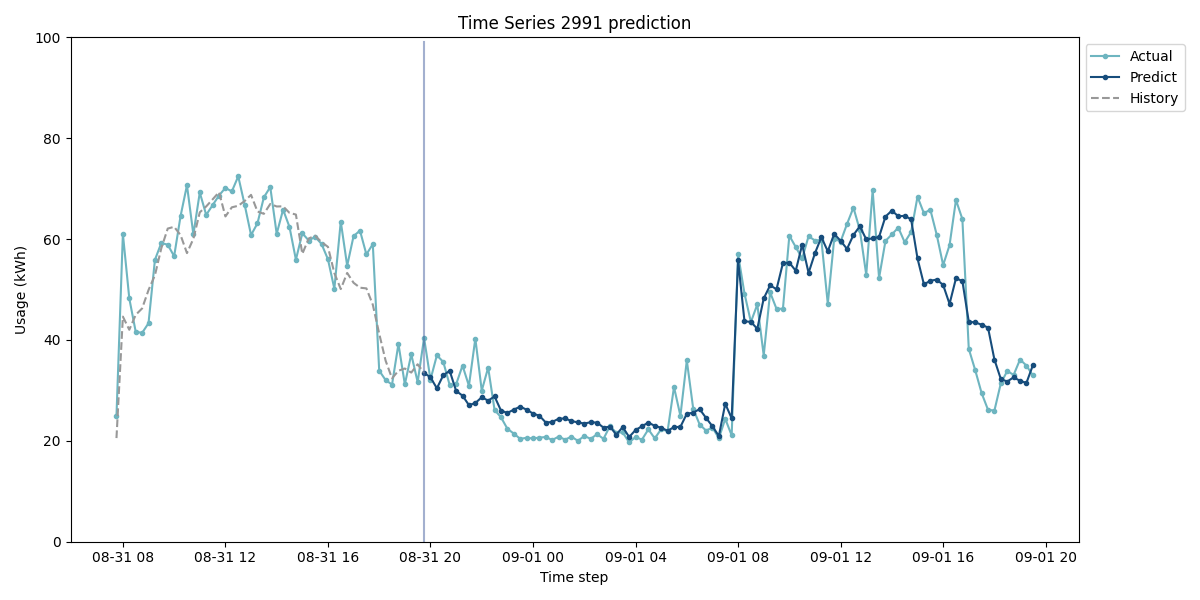 Time Series 2991 prediction
100
80
60
40
20
0
Usage (kWh)
08-31 08
08-31 12
08-31 16
08-31 20
09-01 00
09-01 04
09-01 08
09-01 12
09-01 16
09-01 20
Time step
Actual
Predict
History